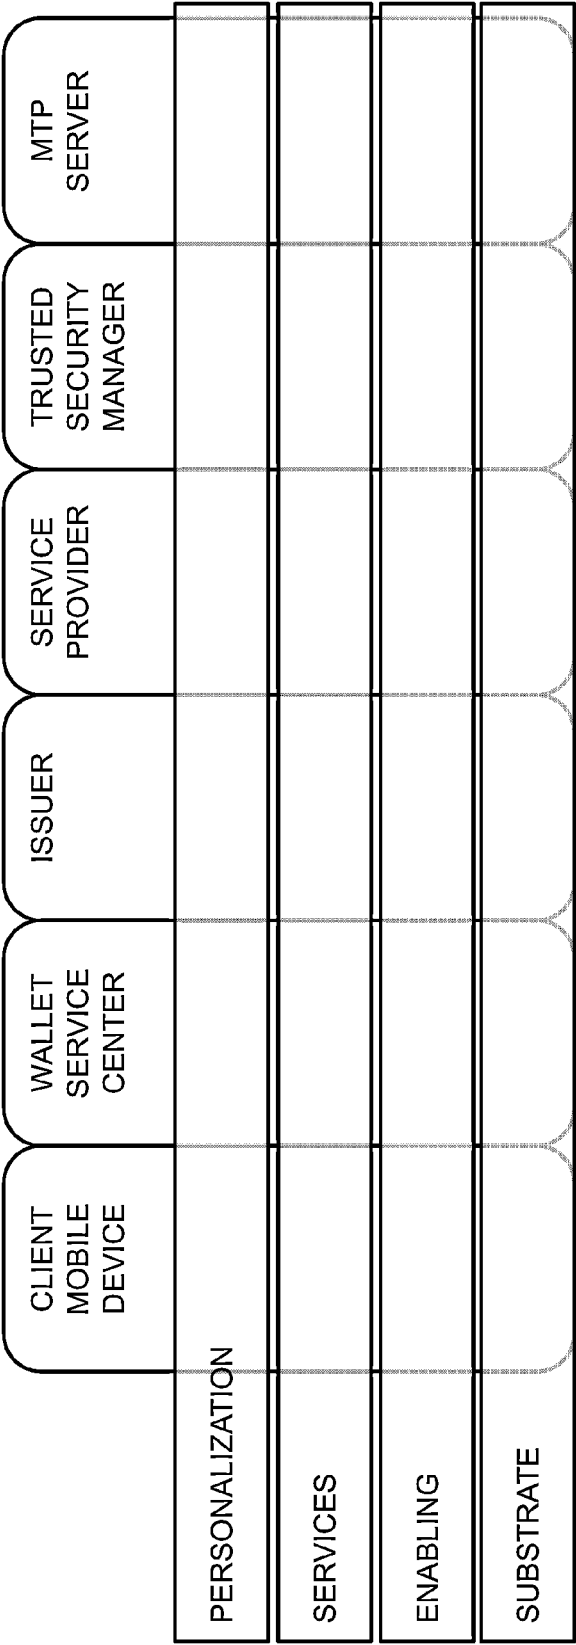 CLIENT
MOBILE
DEVICE
WALLET
SERVICE
CENTER
ISSUER
SERVICE
PROVIDER
TRUSTED
SECURITY
MANAGER
MTP
SERVER
PERSONALIZATION
SERVICES
ENABLING
SUBSTRATE